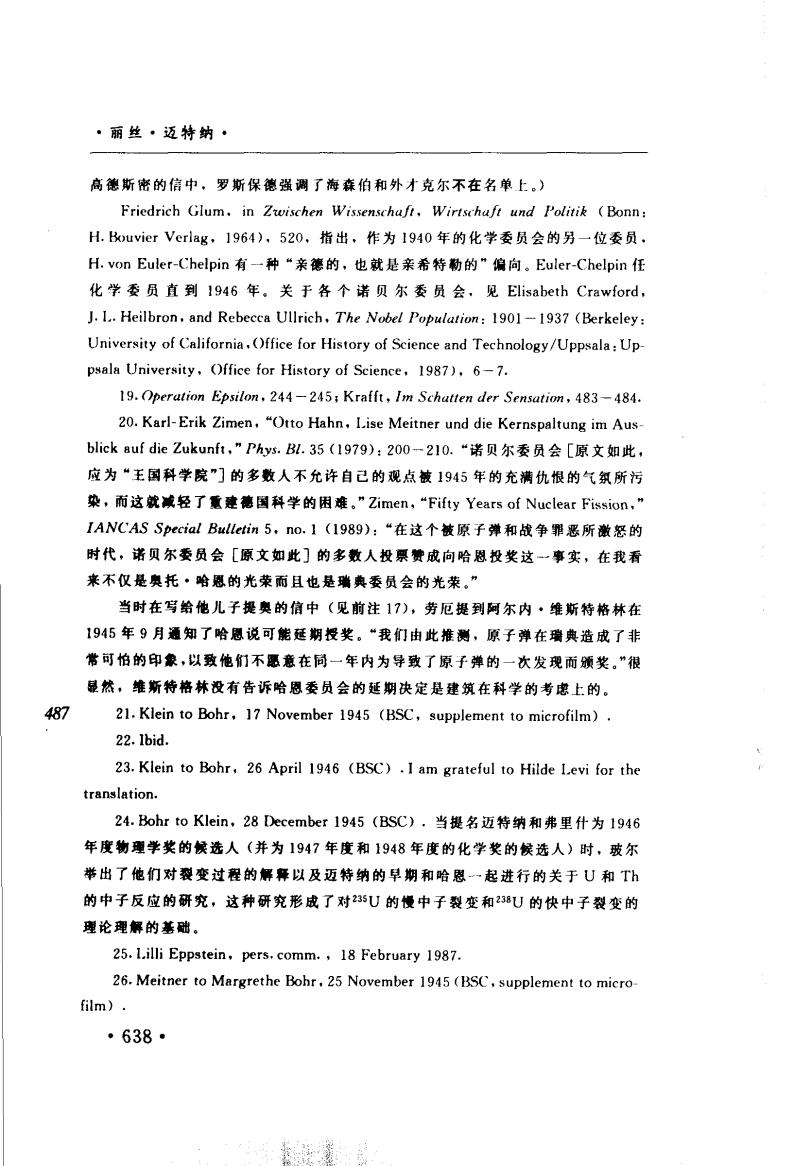 ·丽丝·迈特纳·
高德斯密的信中，罗斯保德强调了海森伯和外才克尔不在名单上。）
Friedrich Glum, in Zwischen Wissenschaft, Wirtschaft und Politik (Bonn:
H. Bouvier Verlag, 1964), 520, 指出，作为 1940 年的化学委员会的另一位委员，
H. von Euler-Chelpin 有一种“亲德的，也就是亲希特勒的”偏向。Euler-Chelpin 任
化学委员直到 1946 年。关于各个诺贝尔委员会，见 Elisabeth Crawford,
J. L. Heilbron, and Rebecca Ullrich, The Nobel Population: 1901－1937 (Berkeley:
University of California, Office for History of Science and Technology/Uppsala: Up-
psala University, Office for History of Science, 1987), 6－7.
19. Operation Epsilon, 244－245; Krafft, Im Schatten der Sensation, 483－484.
20. Karl-Erik Zimen, “Otto Hahn, Lise Meitner und die Kernspaltung im Aus-
blick auf die Zukunft,” Phys. Bl. 35 (1979): 200－210. “诺贝尔委员会［原文如此，
应为“王国科学院”］的多数人不允许自己的观点被 1945 年的充满仇恨的气氛所污
染，而这就减轻了重建德国科学的困难。” Zimen, “Fifty Years of Nuclear Fission,”
IANCAS Special Bulletin 5, no. 1 (1989): “在这个被原子弹和战争罪恶所激怒的
时代，诺贝尔委员会［原文如此］的多数人投票赞成向哈恩投奖这一事实，在我看
来不仅是奥托·哈恩的光荣而且也是瑞典委员会的光荣。”
当时在写给他儿子提奥的信中（见前注 17），劳厄提到阿尔内·维斯特格林在
1945 年 9 月通知了哈恩说可能延期授奖。“我们由此推测，原子弹在瑞典造成了非
常可怕的印象，以致他们不愿意在同一年内为导致了原子弹的一次发现而颁奖。”很
显然，维斯特格林没有告诉哈恩委员会的延期决定是建筑在科学的考虑上的。
487
21. Klein to Bohr, 17 November 1945 (BSC, supplement to microfilm) .
22. Ibid.
23. Klein to Bohr, 26 April 1946 (BSC) . I am grateful to Hilde Levi for the
translation.
24. Bohr to Klein, 28 December 1945 (BSC) . 当提名迈特纳和弗里什为 1946
年度物理学奖的候选人（并为 1947 年度和 1948 年度的化学奖的候选人）时，玻尔
举出了他们对裂变过程的解释以及迈特纳的早期和哈恩一起进行的关于 U 和 Th
的中子反应的研究，这种研究形成了对²³⁵U 的慢中子裂变和²³⁸U 的快中子裂变的
理论理解的基础。
25. Lilli Eppstein, pers. comm. , 18 February 1987.
26. Meitner to Margrethe Bohr, 25 November 1945 (BSC, supplement to micro-
film) .
·638·